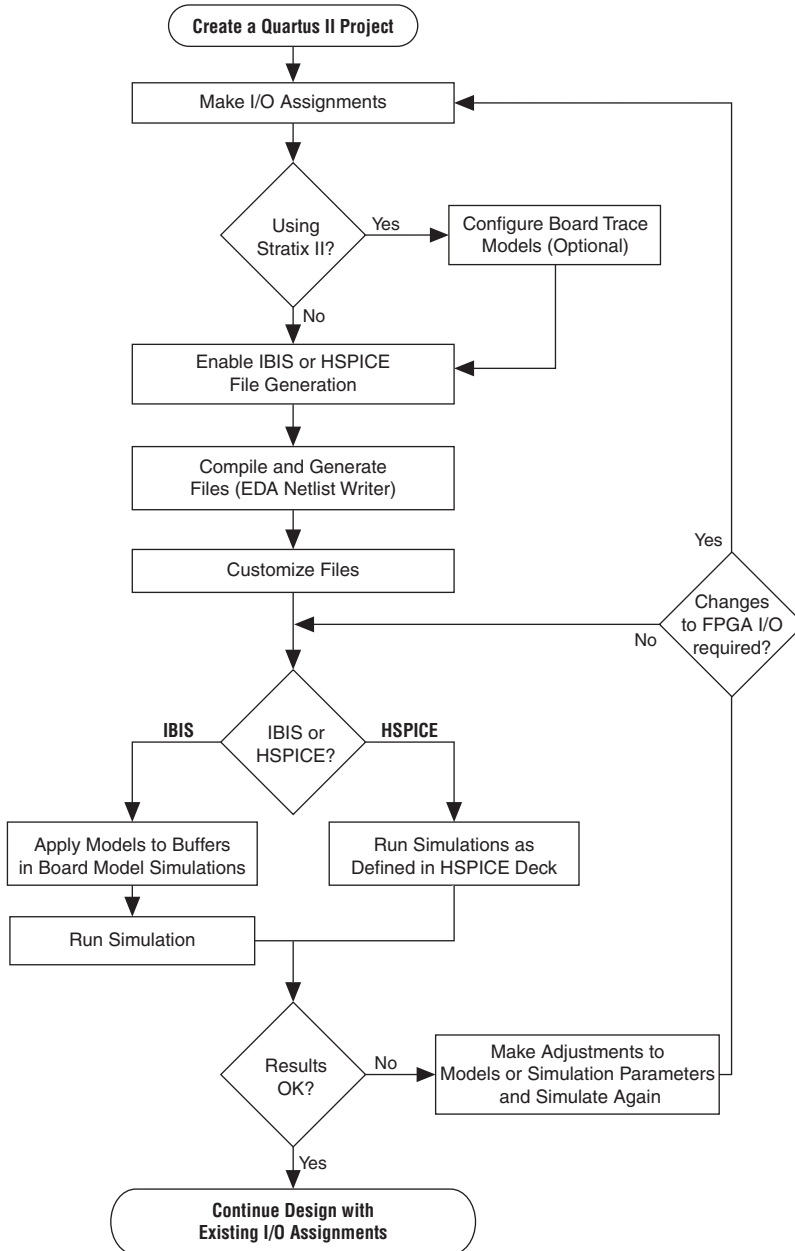 Create a Quartus II Project
Make I/O Assignments
Using
Stratix II?
Yes
Configure Board Trace
Models (Optional)
No
Enable IBIS or HSPICE
File Generation
Compile and Generate
Files (EDA Netlist Writer)
Customize Files
Yes
Changes
to FPGA I/O
required?
No
IBIS
IBIS or
HSPICE?
HSPICE
Apply Models to Buffers
in Board Model Simulations
Run Simulations as
Defined in HSPICE Deck
Run Simulation
Results
OK?
No
Make Adjustments to
Models or Simulation Parameters
and Simulate Again
Yes
Continue Design with
Existing I/O Assignments